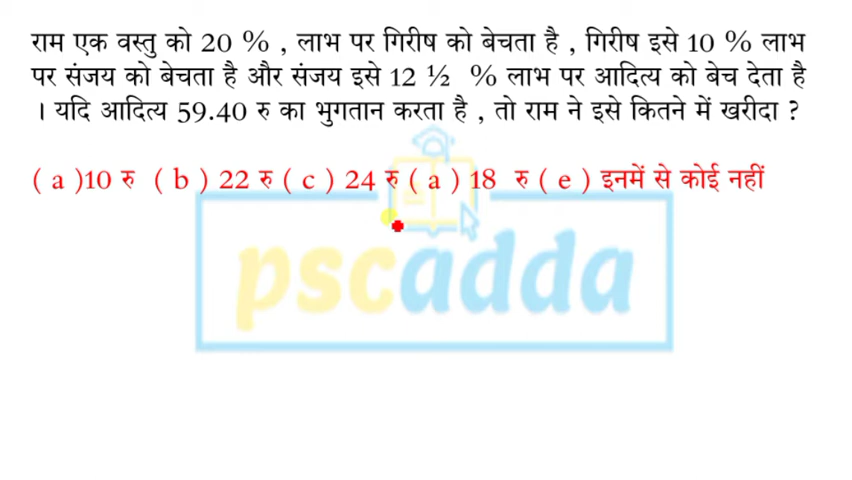 राम एक वस्तु को 20 % , लाभ पर गिरीष को बेचता है , गिरीष इसे 10 % लाभ
पर संजय को बेचता है और संजय इसे 12 ½ % लाभ पर आदित्य को बेच देता है
। यदि आदित्य 59.40 रु का भुगतान करता है , तो राम ने इसे कितने में खरीदा ?
( a )10 रु ( b ) 22 रु ( c ) 24 रु ( a ) 18 रु ( e ) इनमें से कोई नहीं
pscadda